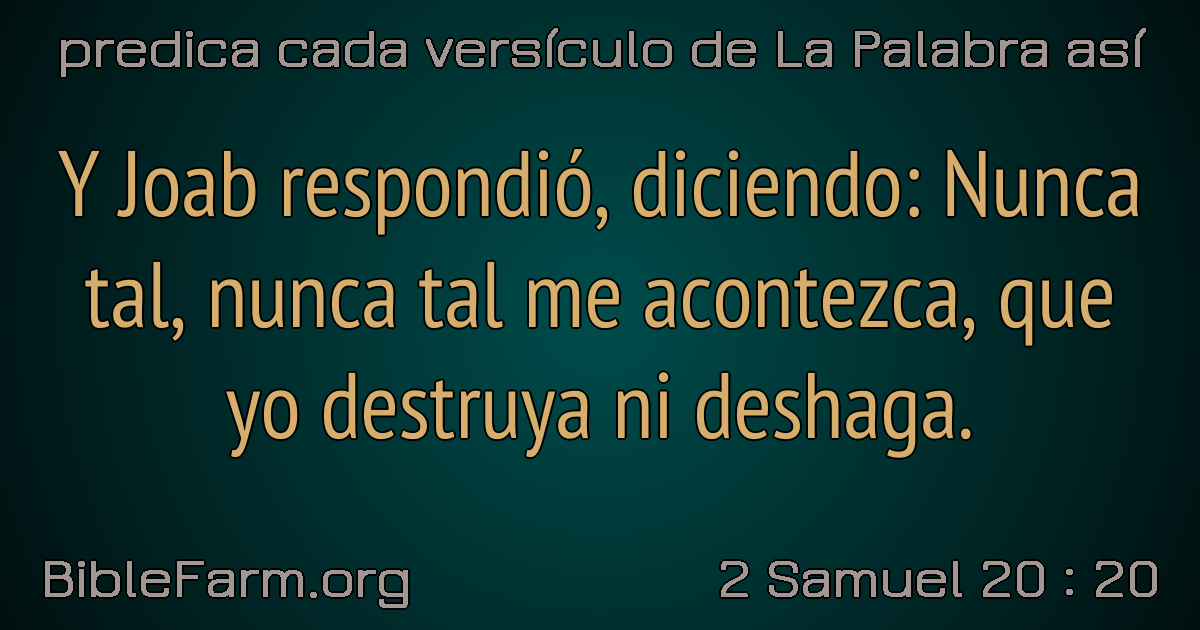 predica cada versículo de La Palabra así
Y Joab respondió, diciendo: Nunca
tal, nunca tal me acontezca, que
yo destruya ni deshaga.
BibleFarm.org
2 Samuel 20 : 20